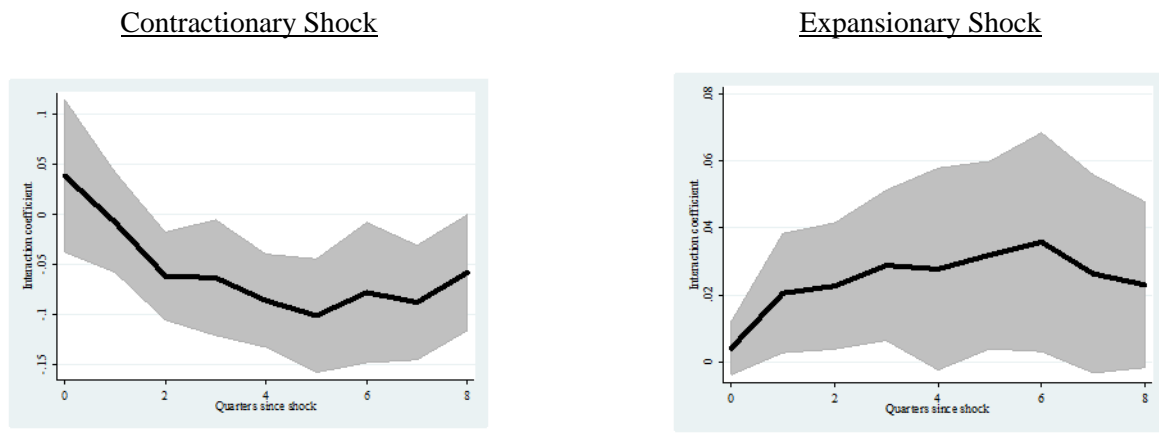 Contractionary Shock
Expansionary Shock
.1
.05
0
-.05
-.1
-.15
Interaction coefficient
0 2 4 6 8
Quarters since shock
.08
.06
.04
.02
0
Interaction coefficient
0 2 4 6 8
Quarters since shock